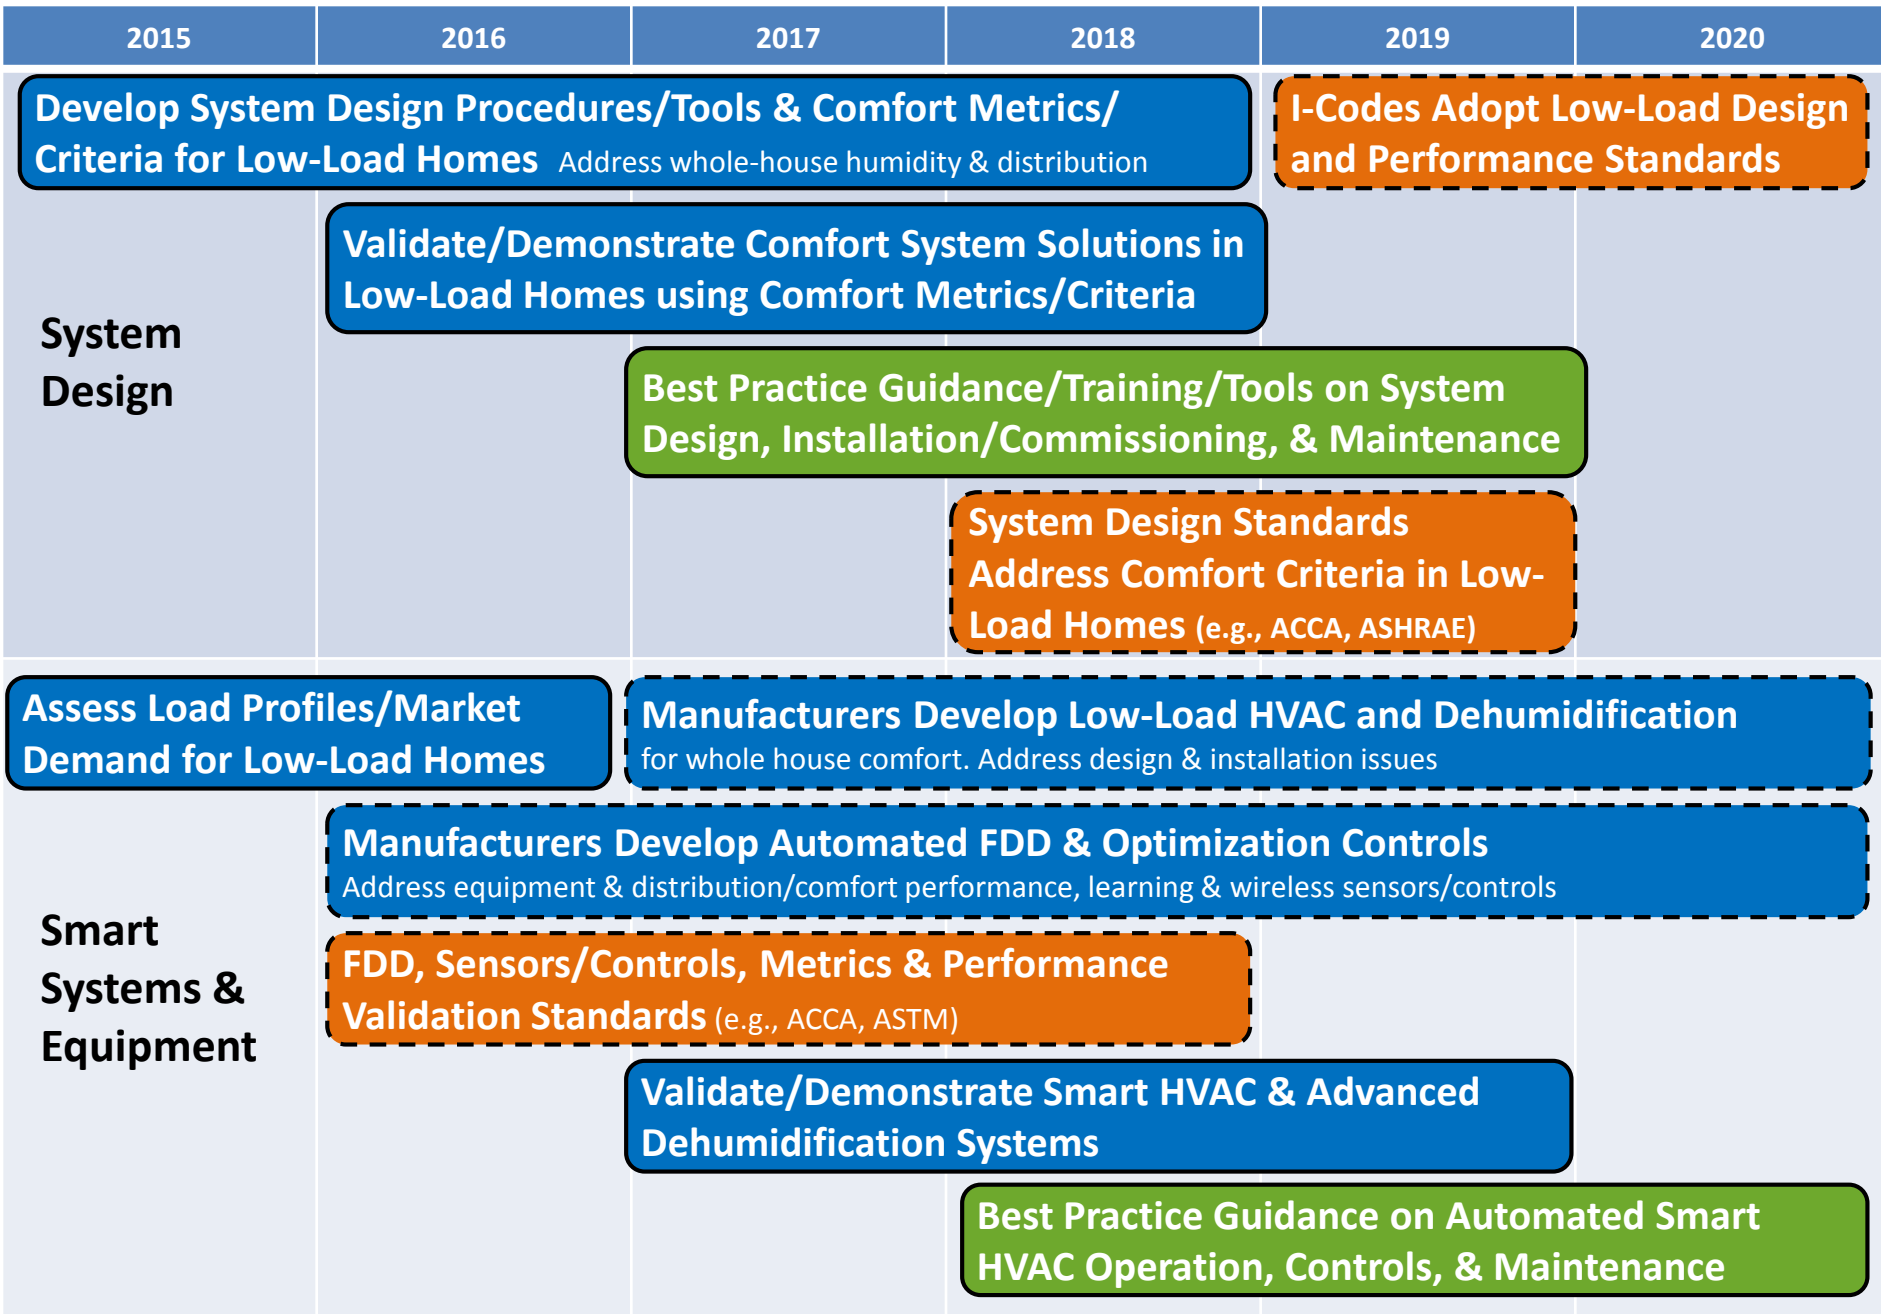 2015 2016 2017 2018 2019 2020
Develop System Design Procedures/Tools & Comfort Metrics/
Criteria for Low-Load Homes Address whole-house humidity & distribution
I-Codes Adopt Low-Load Design
and Performance Standards
Validate/Demonstrate Comfort System Solutions in
Low-Load Homes using Comfort Metrics/Criteria
System
Design
Best Practice Guidance/Training/Tools on System
Design, Installation/Commissioning, & Maintenance
System Design Standards
Address Comfort Criteria in Low-
Load Homes (e.g., ACCA, ASHRAE)
Assess Load Profiles/Market
Demand for Low-Load Homes
Manufacturers Develop Low-Load HVAC and Dehumidification
for whole house comfort. Address design & installation issues
Manufacturers Develop Automated FDD & Optimization Controls
Address equipment & distribution/comfort performance, learning & wireless sensors/controls
Smart
Systems &
Equipment
FDD, Sensors/Controls, Metrics & Performance
Validation Standards (e.g., ACCA, ASTM)
Validate/Demonstrate Smart HVAC & Advanced
Dehumidification Systems
Best Practice Guidance on Automated Smart
HVAC Operation, Controls, & Maintenance